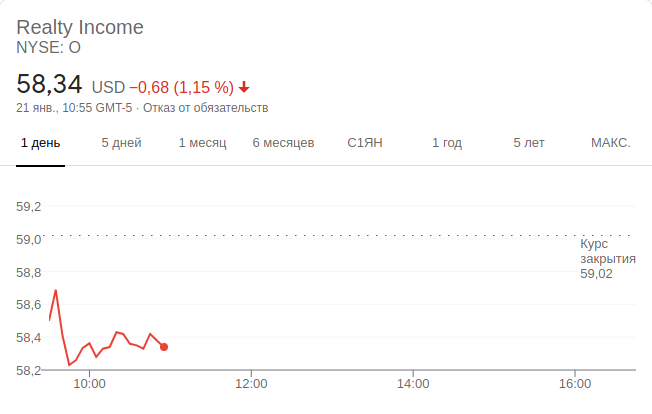 Realty Income
NYSE: O
58,34 USD −0,68 (1,15 %)
21 янв., 10:55 GMT-5 · Отказ от обязательств
1 день 5 дней 1 месяц 6 месяцев С1ЯН 1 год 5 лет МАКС.
59,2
59,0
Курс
закрытия
59,02
58,8
58,6
58,4
58,2
10:00 12:00 14:00 16:00